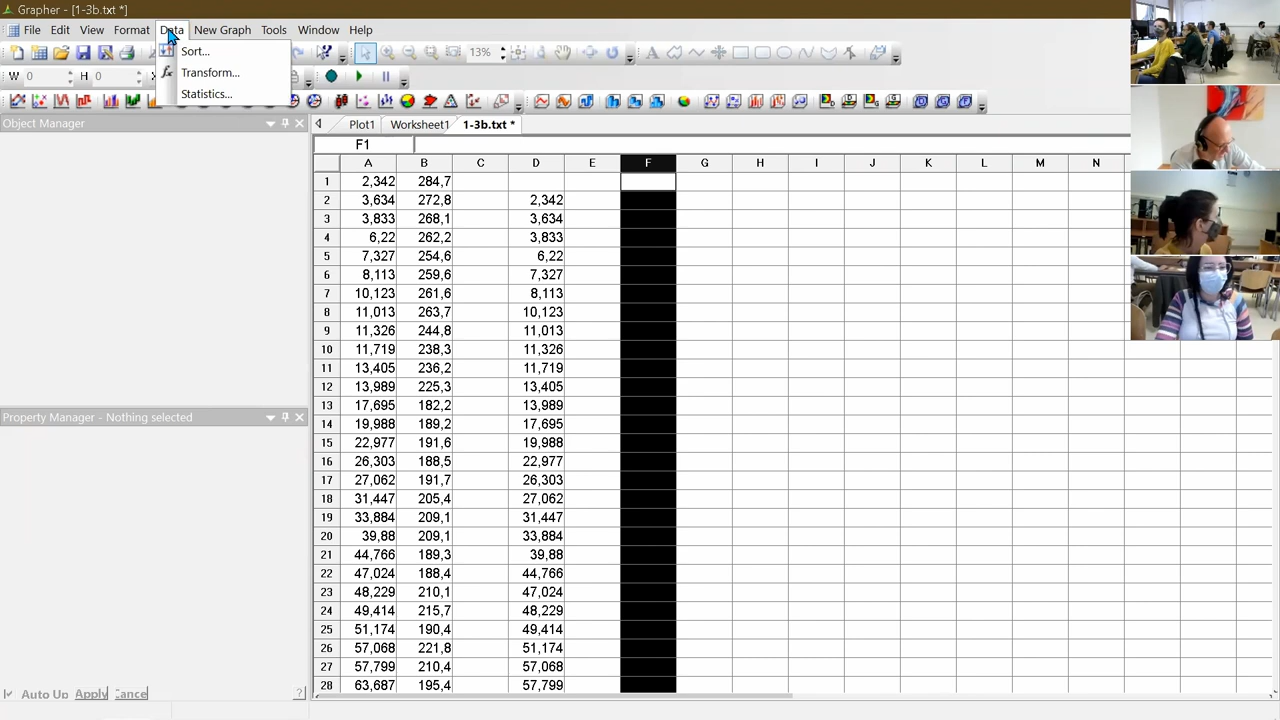 Grapher - [1-3b.txt *]
File Edit View Format Data New Graph Tools Window Help
Sort...
Transform...
Statistics...
13%
W 0 H 0
Object Manager
Plot1 Worksheet1 1-3b.txt *
F1
A B C D E F G H I J K L M N
1 2,342 284,7
2 3,634 272,8 2,342
3 3,833 268,1 3,634
4 6,22 262,2 3,833
5 7,327 254,6 6,22
6 8,113 259,6 7,327
7 10,123 261,6 8,113
8 11,013 263,7 10,123
9 11,326 244,8 11,013
10 11,719 238,3 11,326
11 13,405 236,2 11,719
12 13,989 225,3 13,405
13 17,695 182,2 13,989
14 19,988 189,2 17,695
15 22,977 191,6 19,988
16 26,303 188,5 22,977
17 27,062 191,7 26,303
18 31,447 205,4 27,062
19 33,884 209,1 31,447
20 39,88 209,1 33,884
21 44,766 189,3 39,88
22 47,024 188,4 44,766
23 48,229 210,1 47,024
24 49,414 215,7 48,229
25 51,174 190,4 49,414
26 57,068 221,8 51,174
27 57,799 210,4 57,068
28 63,687 195,4 57,799
Property Manager - Nothing selected
Auto Up Apply Cance ?